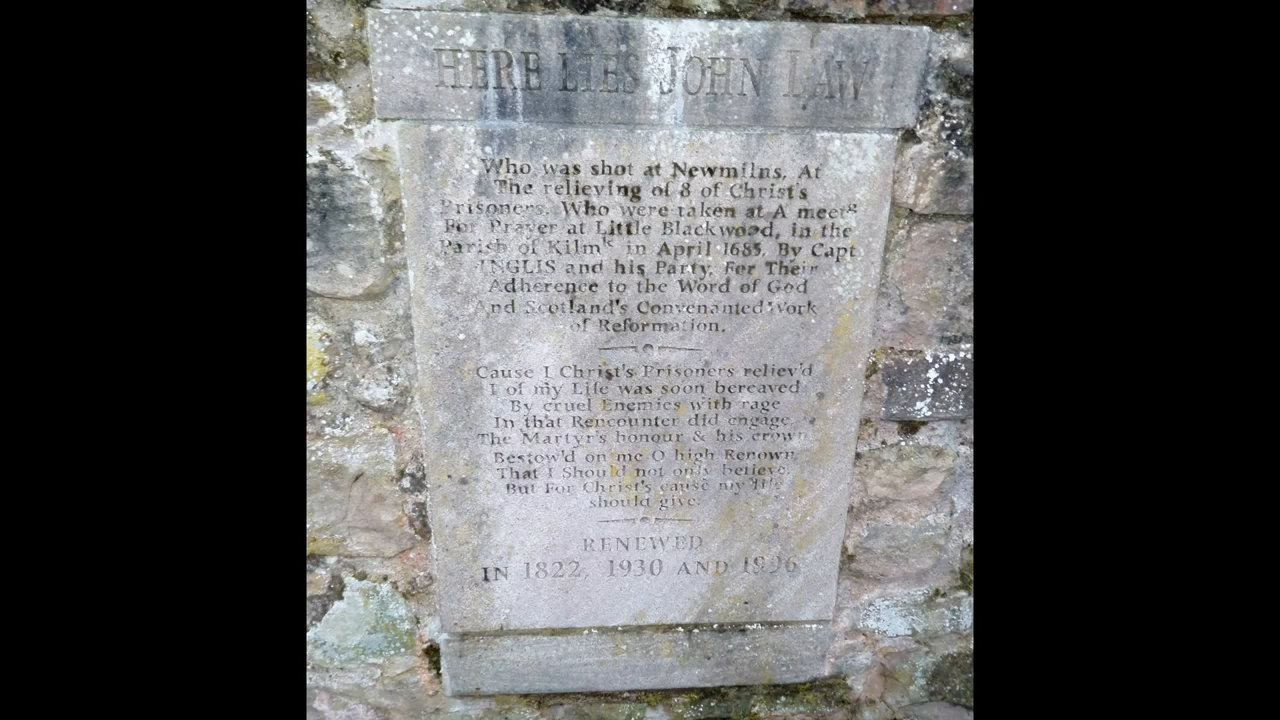 HERE LIES JOHN LAW
Who was shot at Newmilns, At
The relieving of 8 of Christ's
Prisoners, Who were taken at A meetg
For Prayer at Little Blackwood, in the
Parish of Kilmk in April 1685, By Capt
INGLIS and his Party, For Their
Adherence to the Word of God
And Scotland's Convenanted Work
of Reformation.
Cause I Christ's Prisoners reliev'd
I of my Life was soon bereaved
By cruel Enemies with rage
In that Rencounter did engage
The Martyr's honour & his crown
Bestow'd on me O high Renown
That I Should not only believe
But For Christ's cause my life
should give.
RENEWED
IN 1822, 1930 AND 1996